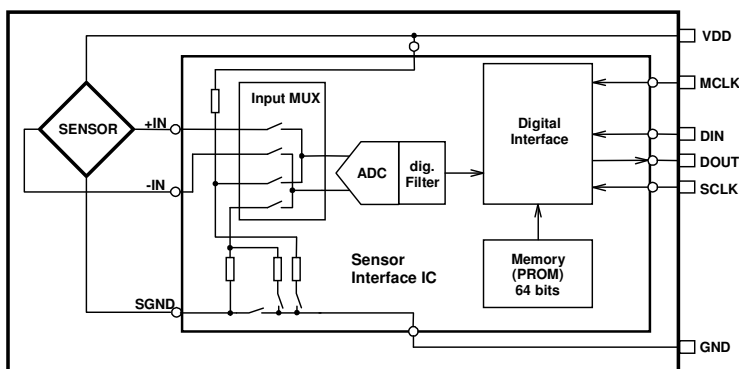 VDD
MCLK
Input MUX
+IN
SENSOR
Digital
Interface
DIN
DOUT
ADC
dig.
Filter
-IN
SCLK
Sensor
Interface IC
Memory
(PROM)
64 bits
SGND
GND